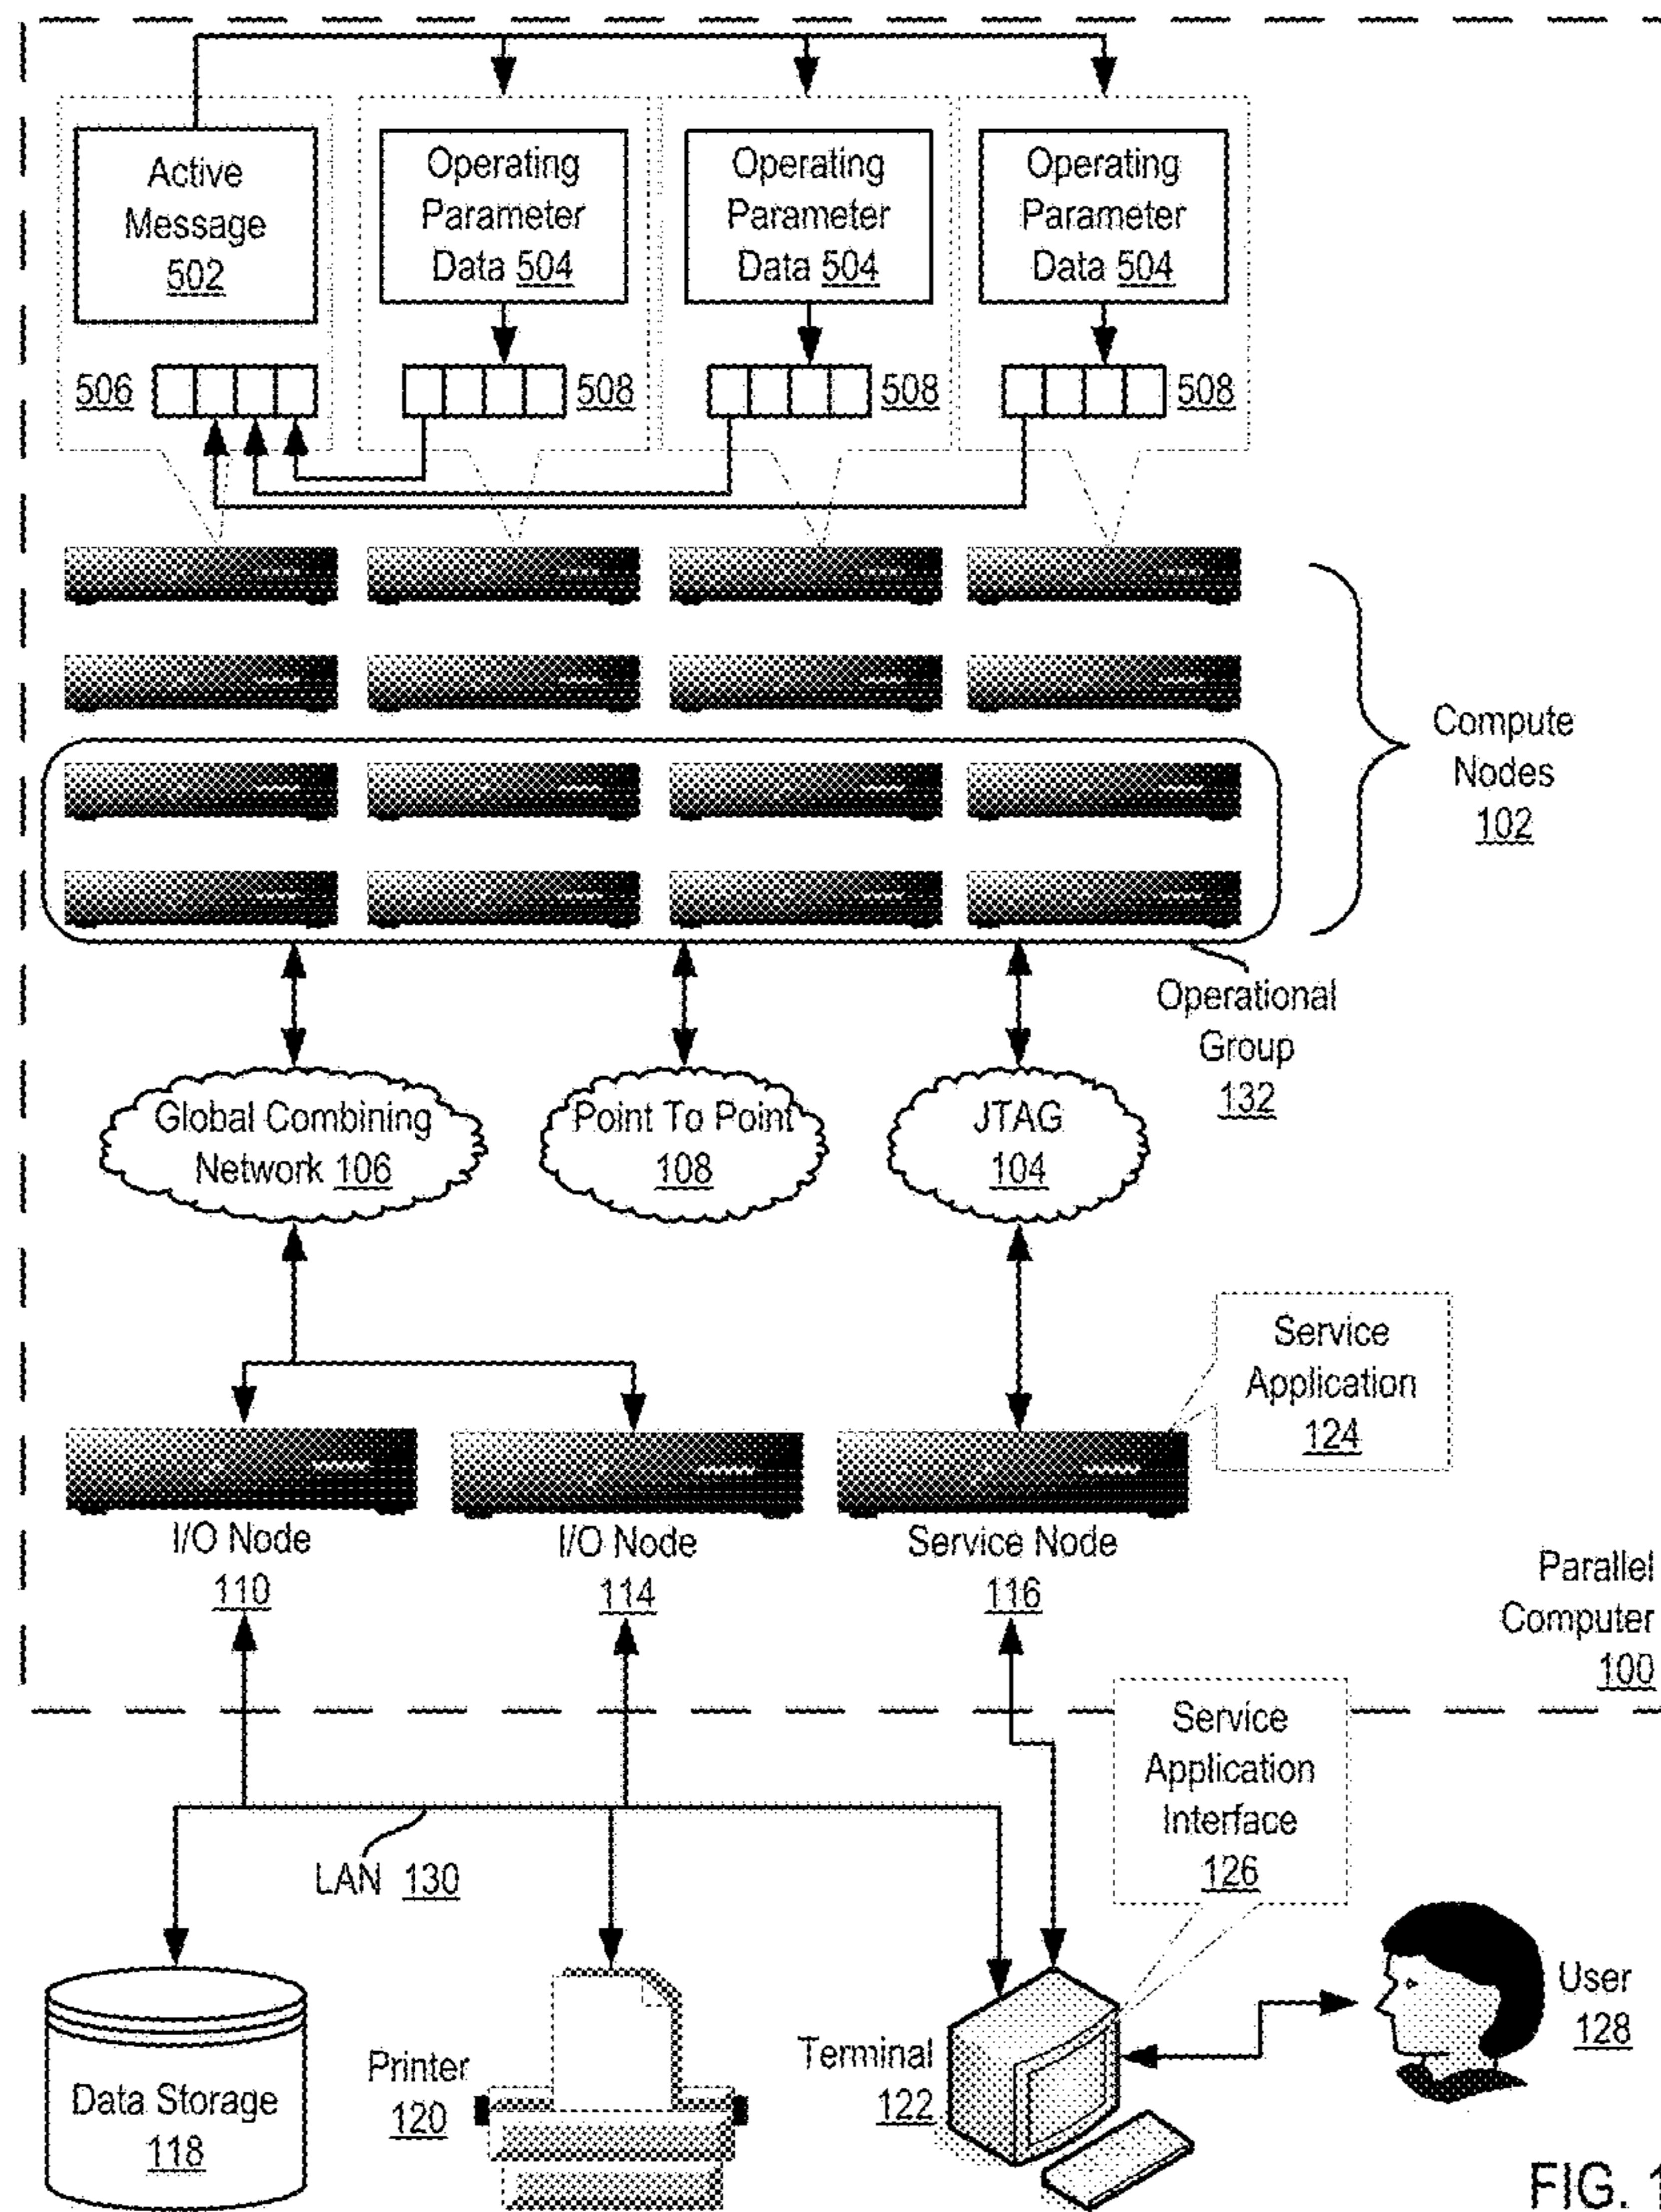 Active
Message
502
Operating
Parameter
Data 504
Operating
Parameter
Data 504
Operating
Parameter
Data 504
506
508
508
508
Compute
Nodes
102
Operational
Group
132
Global Combining
Network 106
Point To Point
108
JTAG
104
Service
Application
124
I/O Node
110
I/O Node
114
Service Node
116
Parallel
Computer
100
Service
Application
Interface
126
LAN 130
Data Storage
118
Printer
120
Terminal
122
User
128
FIG. 1